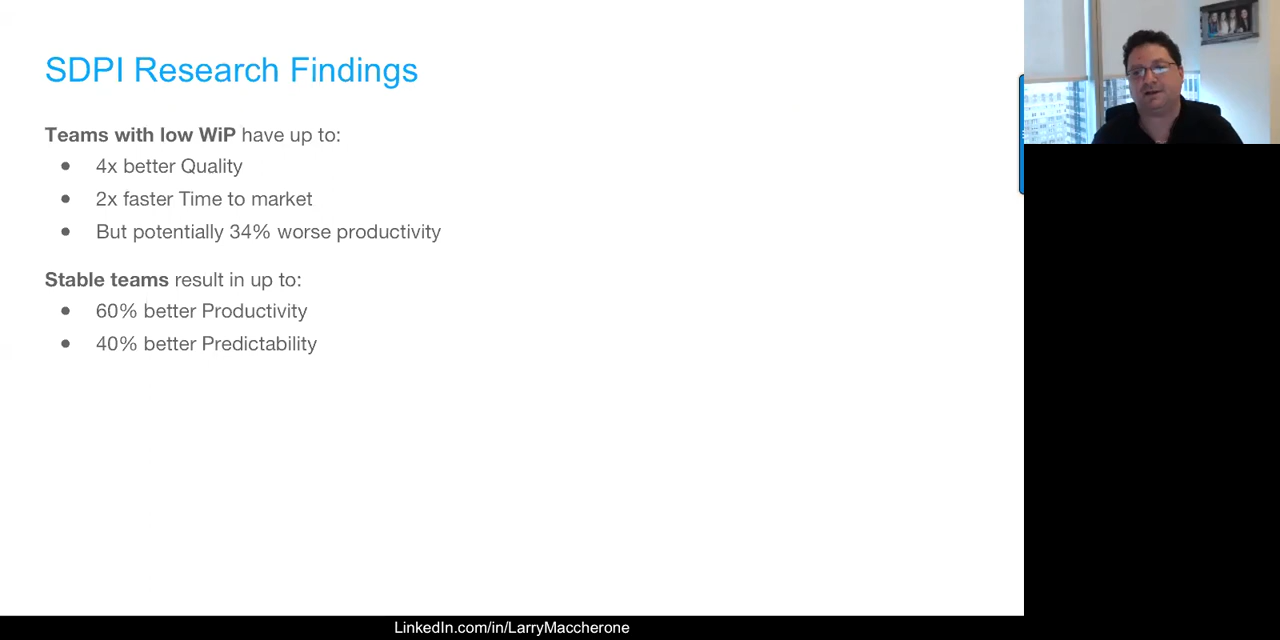 SDPI Research Findings
Teams with low WiP have up to:
● 4x better Quality
● 2x faster Time to market
● But potentially 34% worse productivity
Stable teams result in up to:
● 60% better Productivity
● 40% better Predictability
LinkedIn.com/in/LarryMaccherone